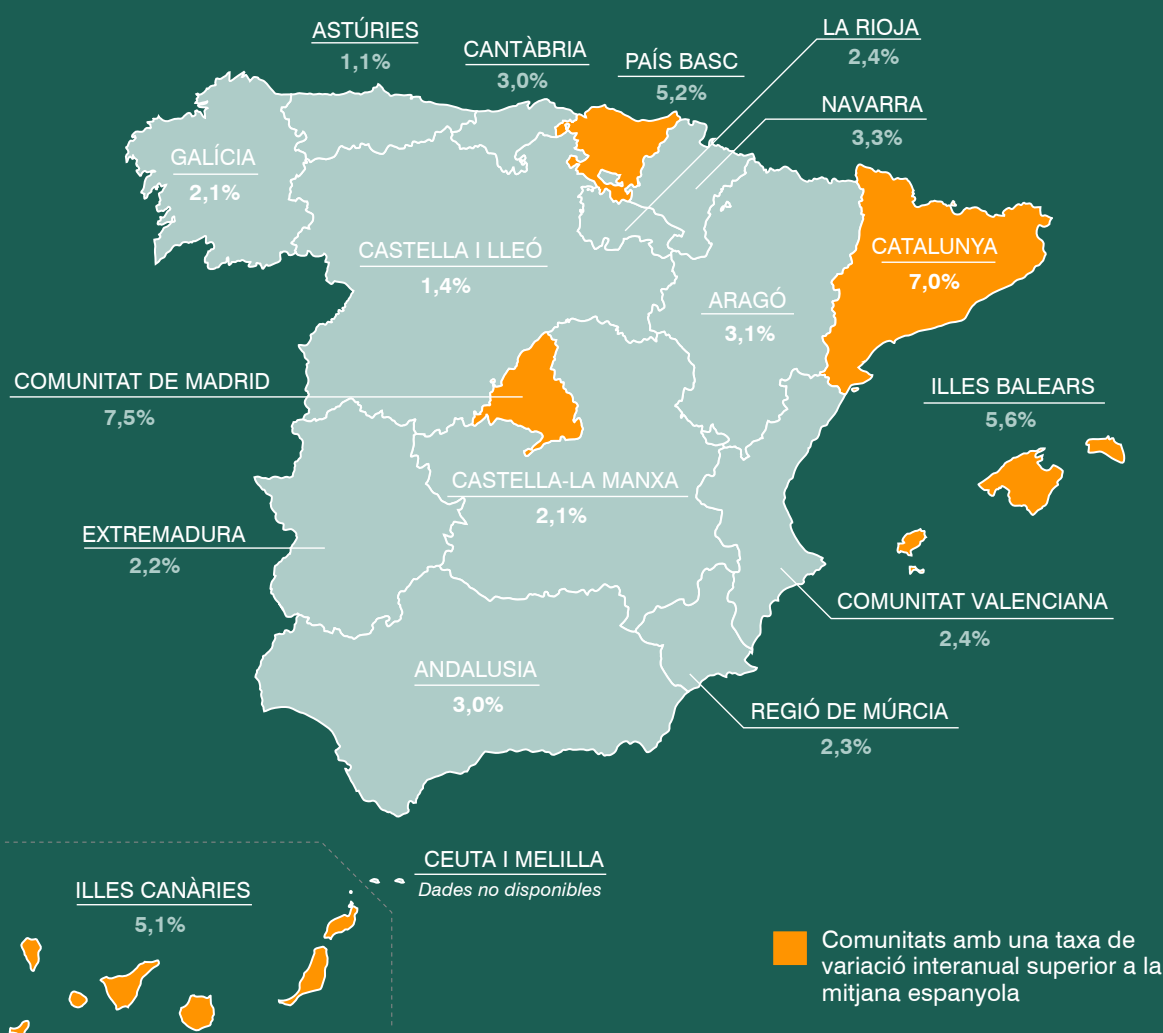 ASTÚRIES
1,1%
CANTÀBRIA
3,0%
PAÍS BASC
5,2%
LA RIOJA
2,4%
NAVARRA
3,3%
GALÍCIA
2,1%
CASTELLA I LLEÓ
1,4%
ARAGÓ
3,1%
CATALUNYA
7,0%
COMUNITAT DE MADRID
7,5%
ILLES BALEARS
5,6%
CASTELLA-LA MANXA
2,1%
EXTREMADURA
2,2%
COMUNITAT VALENCIANA
2,4%
ANDALUSIA
3,0%
REGIÓ DE MÚRCIA
2,3%
CEUTA I MELILLA
Dades no disponibles
ILLES CANÀRIES
5,1%
Comunitats amb una taxa de
variació interanual superior a la
mitjana espanyola